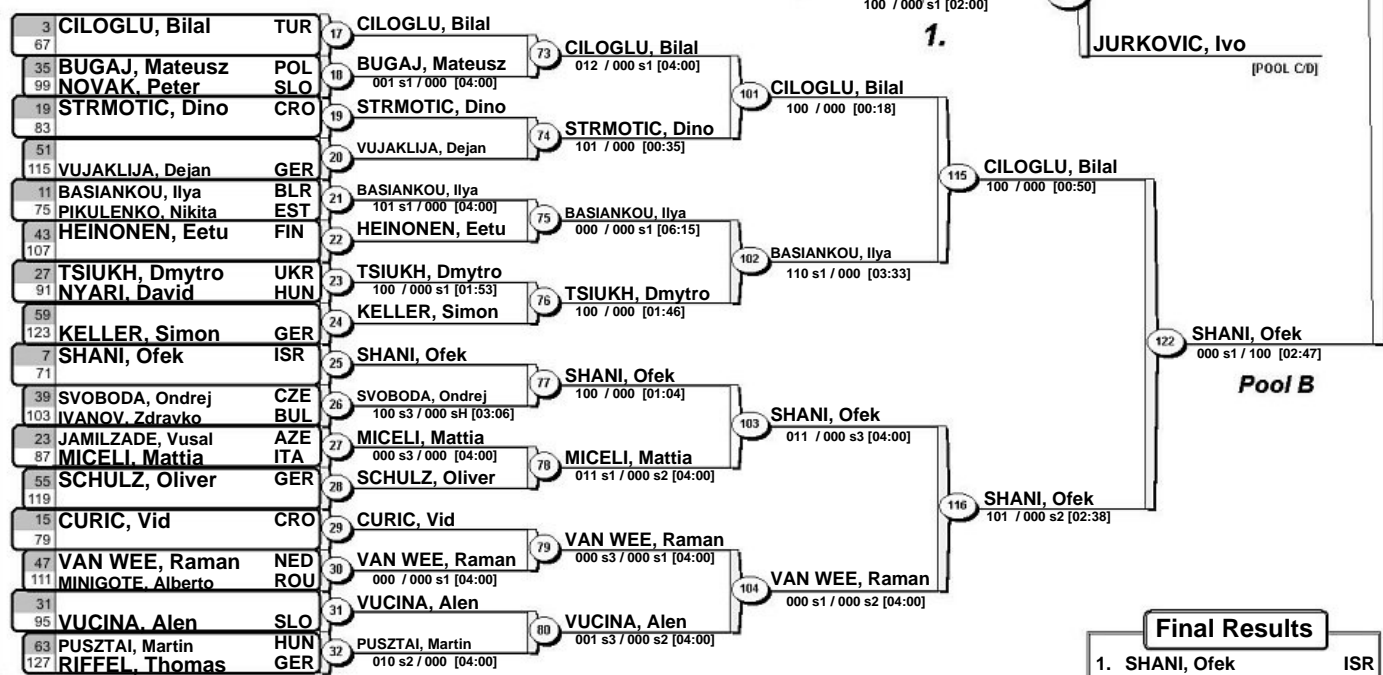 100 / 000 s1 [02:00]
1.
JURKOVIC, Ivo
[POOL C/D]
3 CILOGLU, Bilal TUR
67
35 BUGAJ, Mateusz POL
99 NOVAK, Peter SLO
19 STRMOTIC, Dino CRO
83
51
115 VUJAKLIJA, Dejan GER
11 BASIANKOU, Ilya BLR
75 PIKULENKO, Nikita EST
43 HEINONEN, Eetu FIN
107
27 TSIUKH, Dmytro UKR
91 NYARI, David HUN
59
123 KELLER, Simon GER
7 SHANI, Ofek ISR
71
39 SVOBODA, Ondrej CZE
103 IVANOV, Zdravko BUL
23 JAMILZADE, Vusal AZE
87 MICELI, Mattia ITA
55 SCHULZ, Oliver GER
119
15 CURIC, Vid CRO
79
47 VAN WEE, Raman NED
111 MINIGOTE, Alberto ROU
31
95 VUCINA, Alen SLO
63 PUSZTAI, Martin HUN
127 RIFFEL, Thomas GER
17 CILOGLU, Bilal
18 BUGAJ, Mateusz
001 s1 / 000 [04:00]
19 STRMOTIC, Dino
20 VUJAKLIJA, Dejan
21 BASIANKOU, Ilya
101 s1 / 000 [04:00]
22 HEINONEN, Eetu
23 TSIUKH, Dmytro
100 / 000 s1 [01:53]
24 KELLER, Simon
25 SHANI, Ofek
26 SVOBODA, Ondrej
100 s3 / 000 sH [03:06]
27 MICELI, Mattia
000 s3 / 000 [04:00]
28 SCHULZ, Oliver
29 CURIC, Vid
30 VAN WEE, Raman
000 / 000 s1 [04:00]
31 VUCINA, Alen
32 PUSZTAI, Martin
010 s2 / 000 [04:00]
73 CILOGLU, Bilal
012 / 000 s1 [04:00]
74 STRMOTIC, Dino
101 / 000 [00:35]
75 BASIANKOU, Ilya
000 / 000 s1 [06:15]
76 TSIUKH, Dmytro
100 / 000 [01:46]
77 SHANI, Ofek
100 / 000 [01:04]
78 MICELI, Mattia
011 s1 / 000 s2 [04:00]
79 VAN WEE, Raman
000 s3 / 000 s1 [04:00]
80 VUCINA, Alen
001 s3 / 000 s2 [04:00]
101 CILOGLU, Bilal
100 / 000 [00:18]
102 BASIANKOU, Ilya
110 s1 / 000 [03:33]
103 SHANI, Ofek
011 / 000 s3 [04:00]
104 VAN WEE, Raman
000 s1 / 000 s2 [04:00]
115 CILOGLU, Bilal
100 / 000 [00:50]
116 SHANI, Ofek
101 / 000 s2 [02:38]
122 SHANI, Ofek
000 s1 / 100 [02:47]
Pool B
Final Results
1. SHANI, Ofek ISR